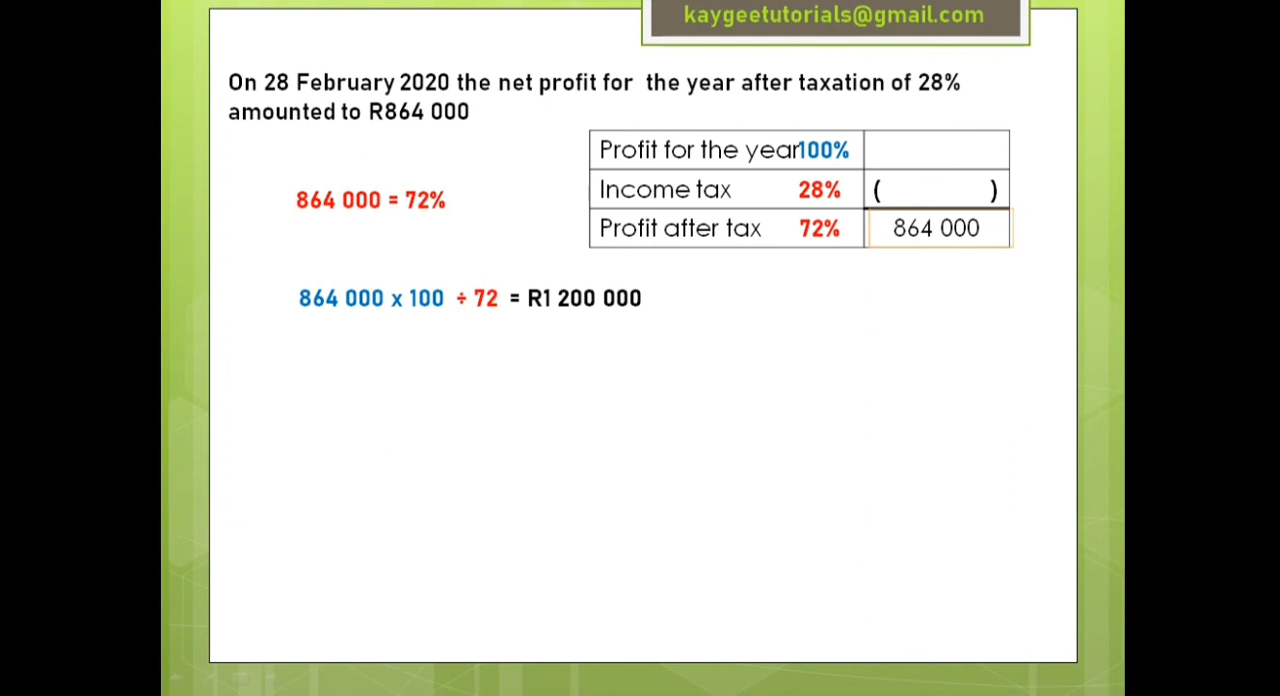 kaygeetutorials@gmail.com
On 28 February 2020 the net profit for the year after taxation of 28%
amounted to R864 000
Profit for the year 100%
Income tax 28% ( )
Profit after tax 72% 864 000
864 000 = 72%
864 000 x 100 ÷ 72 = R1 200 000